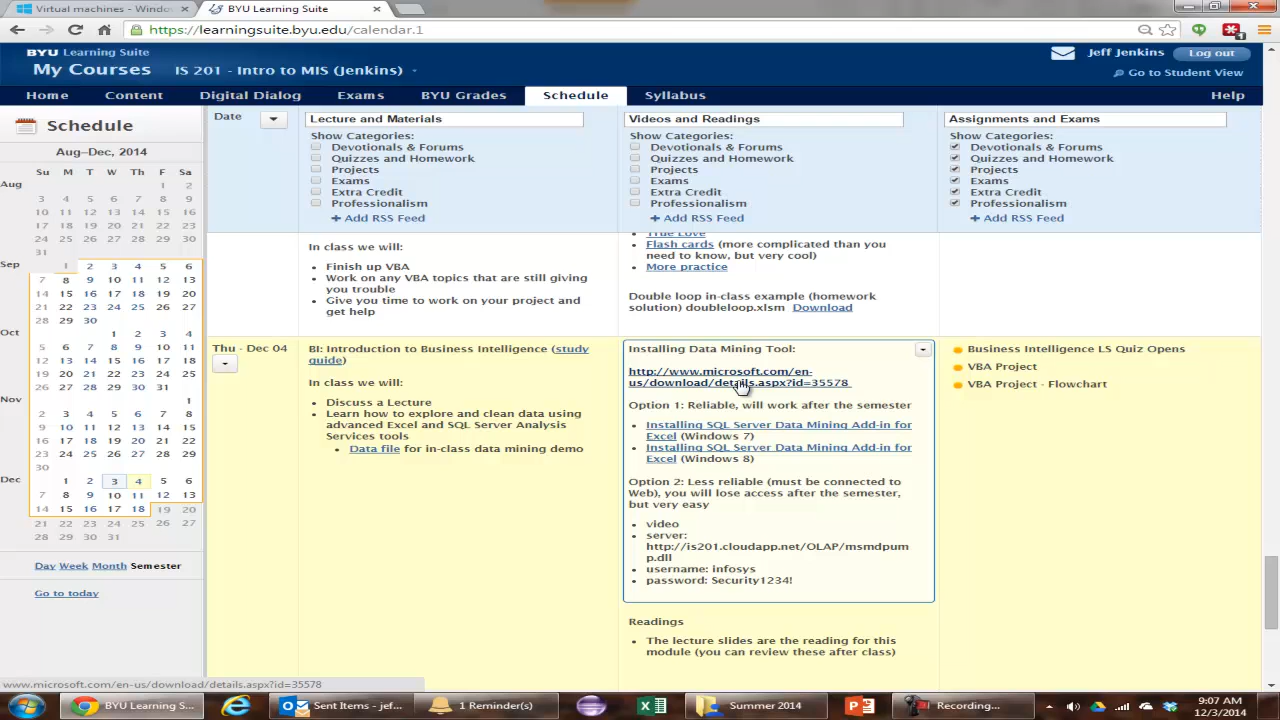 Virtual machines - Windo
BYU Learning Suite
https://learningsuite.byu.edu/calendar.1
BYU Learning Suite
Jeff Jenkins
Log out
My Courses
IS 201 - Intro to MIS (Jenkins)
Go to Student View
Home
Content
Digital Dialog
Exams
BYU Grades
Schedule
Syllabus
Help
Schedule
Aug-Dec, 2014
Su M T W Th F Sa
Aug 1 2
3 4 5 6 7 8 9
10 11 12 13 14 15 16
17 18 19 20 21 22 23
24 25 26 27 28 29 30
31
Sep 1 2 3 4 5 6
7 8 9 10 11 12 13
14 15 16 17 18 19 20
21 22 23 24 25 26 27
28 29 30
Oct 1 2 3 4
5 6 7 8 9 10 11
12 13 14 15 16 17 18
19 20 21 22 23 24 25
26 27 28 29 30 31
Nov 1
2 3 4 5 6 7 8
9 10 11 12 13 14 15
16 17 18 19 20 21 22
23 24 25 26 27 28 29
30
Dec 1 2 3 4 5 6
7 8 9 10 11 12 13
14 15 16 17 18 19 20
21 22 23 24 25 26 27
28 29 30 31
Day Week Month Semester
Go to today
Date
Lecture and Materials
Show Categories:
Devotionals & Forums
Quizzes and Homework
Projects
Exams
Extra Credit
Professionalism
Add RSS Feed
Videos and Readings
Show Categories:
Devotionals & Forums
Quizzes and Homework
Projects
Exams
Extra Credit
Professionalism
Add RSS Feed
Assignments and Exams
Show Categories:
Devotionals & Forums
Quizzes and Homework
Projects
Exams
Extra Credit
Professionalism
Add RSS Feed
In class we will:
Finish up VBA
Work on any VBA topics that are still giving
you trouble
Give you time to work on your project and
get help
True Love
Flash cards (more complicated than you
need to know, but very cool)
More practice
Double loop in-class example (homework
solution) doubleloop.xlsm Download
Thu - Dec 04
BI: Introduction to Business Intelligence (study
guide)
In class we will:
Discuss a Lecture
Learn how to explore and clean data using
advanced Excel and SQL Server Analysis
Services tools
Data file for in-class data mining demo
Installing Data Mining Tool:
http://www.microsoft.com/en-
us/download/details.aspx?id=35578
Option 1: Reliable, will work after the semester
Installing SQL Server Data Mining Add-in for
Excel (Windows 7)
Installing SQL Server Data Mining Add-in for
Excel (Windows 8)
Option 2: Less reliable (must be connected to
Web), you will lose access after the semester,
but very easy
video
server:
http://is201.cloudapp.net/OLAP/msmdpum
p.dll
username: infosys
password: Security1234!
Readings
The lecture slides are the reading for this
module (you can review these after class)
Business Intelligence LS Quiz Opens
VBA Project
VBA Project - Flowchart
www.microsoft.com/en-us/download/details.aspx?id=35578
BYU Learning S...
Sent Items - jef...
1 Reminder(s)
Summer 2014
Recording...
9:07 AM
12/3/2014